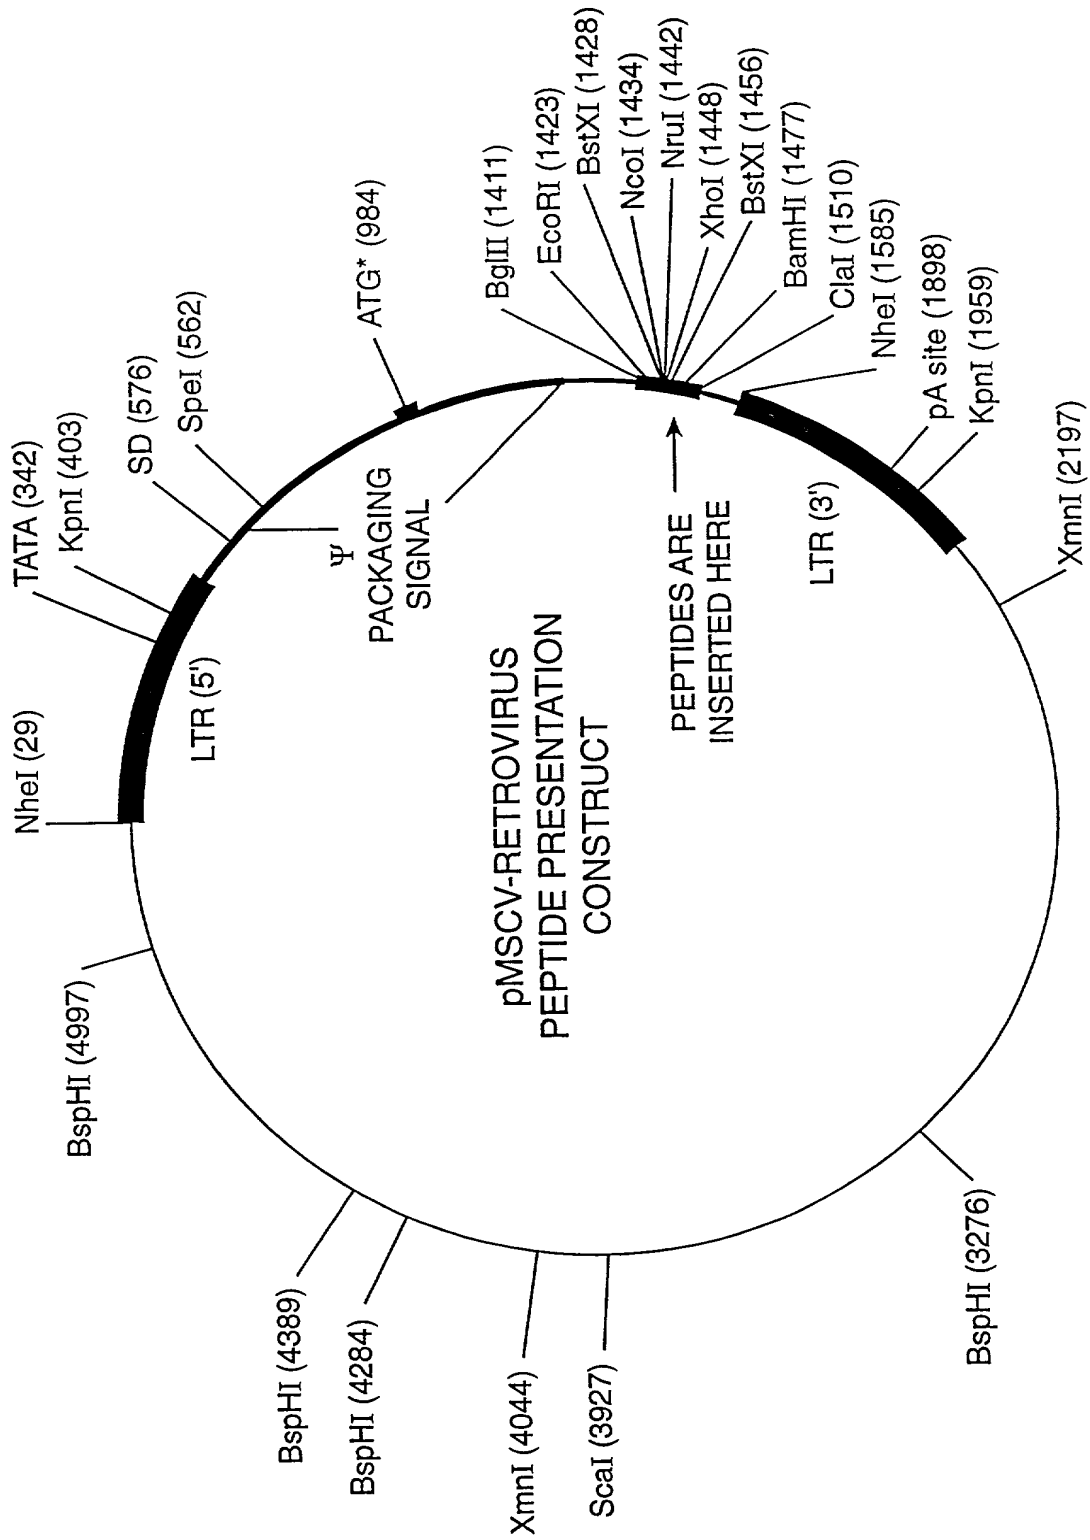 NheI (29)
TATA (342)
KpnI (403)
SD (576)
SpeI (562)
ATG* (984)
BglII (1411)
EcoRI (1423)
BstXI (1428)
NcoI (1434)
NruI (1442)
XhoI (1448)
BstXI (1456)
BamHI (1477)
ClaI (1510)
NheI (1585)
pA site (1898)
KpnI (1959)
XmnI (2197)
BspHI (3276)
ScaI (3927)
XmnI (4044)
BspHI (4284)
BspHI (4389)
BspHI (4997)
LTR (5')
Ψ
PACKAGING
SIGNAL
PEPTIDES ARE
INSERTED HERE
LTR (3')
pMSCV-RETROVIRUS
PEPTIDE PRESENTATION
CONSTRUCT